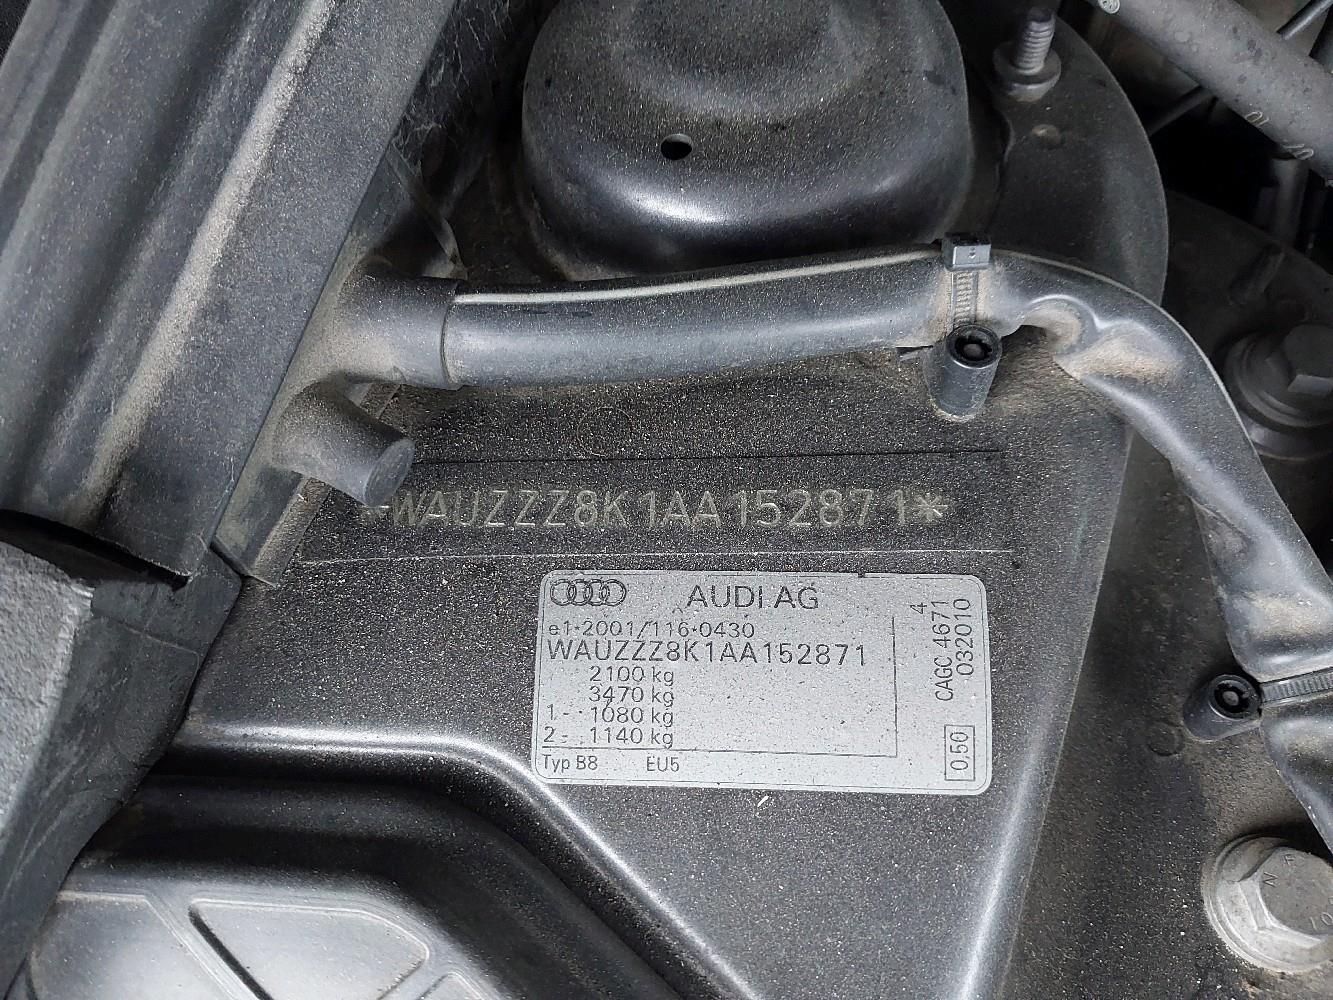 *WAUZZZ8K1AA152871*
AUDI AG
e1*2001/116*0430
WAUZZZ8K1AA152871
2100 kg
3470 kg
1- 1080 kg
2- 1140 kg
Typ B8 EU5
4
CAGC 4671
032010
0.50